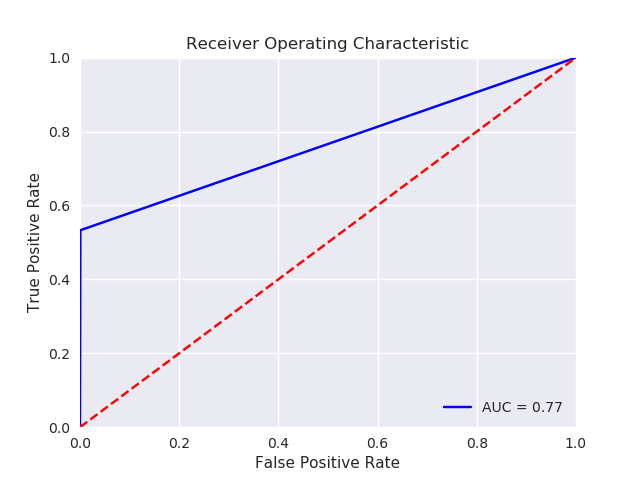 Receiver Operating Characteristic
True Positive Rate
1.0
0.8
0.6
0.4
0.2
0.0
AUC = 0.77
0.0 0.2 0.4 0.6 0.8 1.0
False Positive Rate